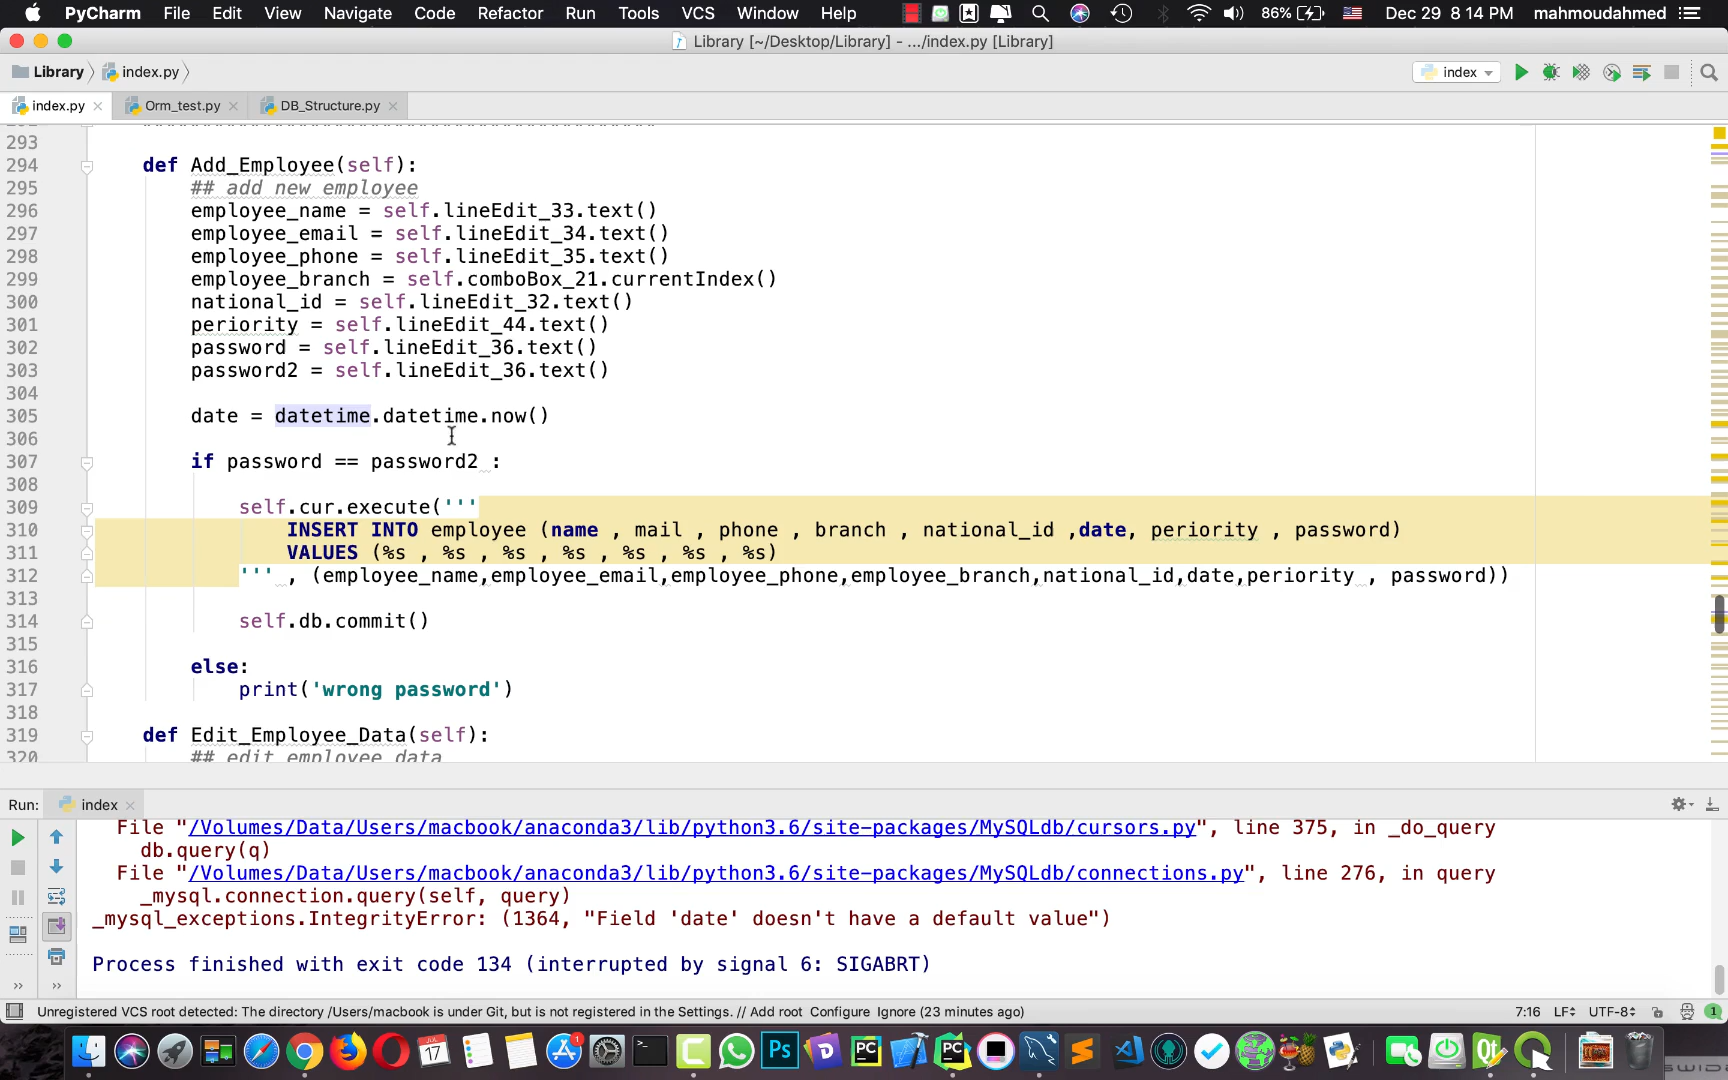 PyCharm File Edit View Navigate Code Refactor Run Tools VCS Window Help 86% Dec 29 8:14 PM mahmoudahmed
Library [~/Desktop/Library] - .../index.py [Library]
Library index.py index
index.py Orm_test.py DB_Structure.py
293
294 def Add_Employee(self):
295 ## add new employee
296 employee_name = self.lineEdit_33.text()
297 employee_email = self.lineEdit_34.text()
298 employee_phone = self.lineEdit_35.text()
299 employee_branch = self.comboBox_21.currentIndex()
300 national_id = self.lineEdit_32.text()
301 periority = self.lineEdit_44.text()
302 password = self.lineEdit_36.text()
303 password2 = self.lineEdit_36.text()
304
305 date = datetime.datetime.now()
306
307 if password == password2 :
308
309 self.cur.execute('''
310 INSERT INTO employee (name , mail , phone , branch , national_id ,date, periority , password)
311 VALUES (%s , %s , %s , %s , %s , %s , %s)
312 ''' , (employee_name,employee_email,employee_phone,employee_branch,national_id,date,periority , password))
313
314 self.db.commit()
315
316 else:
317 print('wrong password')
318
319 def Edit_Employee_Data(self):
320 ## edit employee data
Run: index
File "/Volumes/Data/Users/macbook/anaconda3/lib/python3.6/site-packages/MySQLdb/cursors.py", line 375, in _do_query
db.query(q)
File "/Volumes/Data/Users/macbook/anaconda3/lib/python3.6/site-packages/MySQLdb/connections.py", line 276, in query
_mysql.connection.query(self, query)
_mysql_exceptions.IntegrityError: (1364, "Field 'date' doesn't have a default value")
Process finished with exit code 134 (interrupted by signal 6: SIGABRT)
Unregistered VCS root detected: The directory /Users/macbook is under Git, but is not registered in the Settings. // Add root Configure Ignore (23 minutes ago) 7:16 LF UTF-8 1
JUL 17 1 Ps PC PC Qt